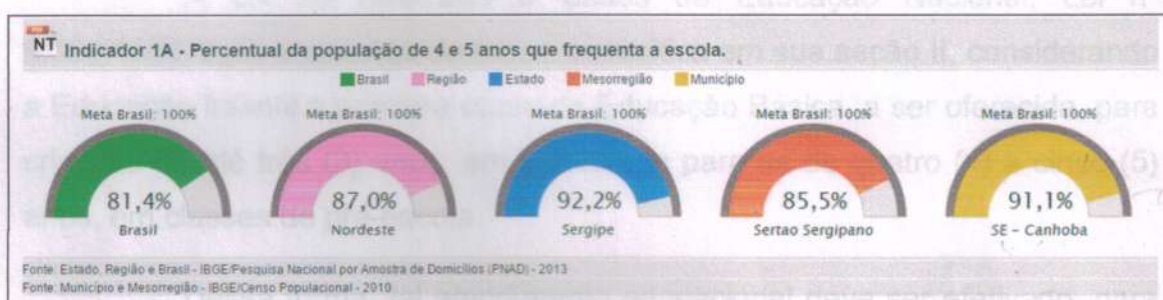 NT Indicador 1A - Percentual da população de 4 e 5 anos que frequenta a escola.
Brasil Região Estado Mesorregião Município
Meta Brasil: 100% Meta Brasil: 100% Meta Brasil: 100% Meta Brasil: 100% Meta Brasil: 100%
81,4% 87,0% 92,2% 85,5% 91,1%
Brasil Nordeste Sergipe Sertao Sergipano SE - Canhoba
Fonte: Estado, Região e Brasil - IBGE/Pesquisa Nacional por Amostra de Domicílios (PNAD) - 2013
Fonte: Município e Mesorregião - IBGE/Censo Populacional - 2010